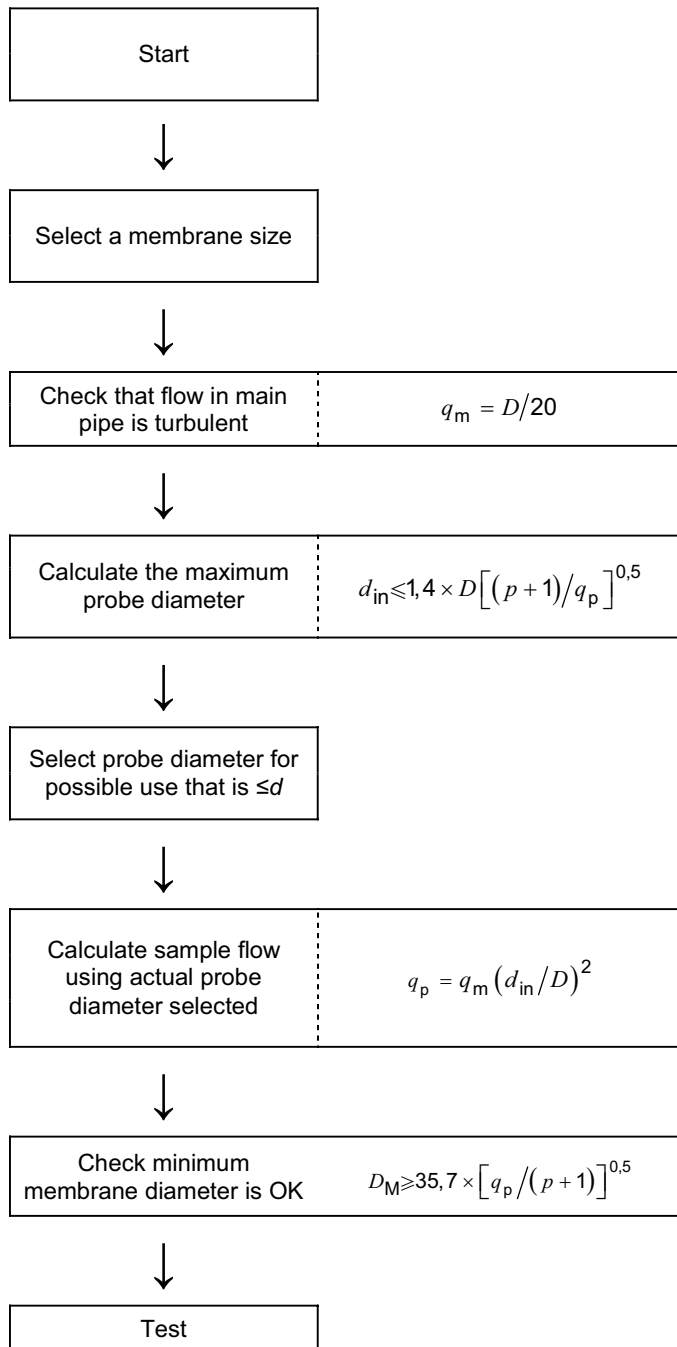 Start
↓
Select a membrane size
↓
Check that flow in main
pipe is turbulent
q_m = D/20
↓
Calculate the maximum
probe diameter
d_in ≤ 1,4 × D[(p + 1)/q_p]^0,5
↓
Select probe diameter for
possible use that is ≤d
↓
Calculate sample flow
using actual probe
diameter selected
q_p = q_m (d_in/D)^2
↓
Check minimum
membrane diameter is OK
D_M ≥ 35,7 × [q_p/(p + 1)]^0,5
↓
Test